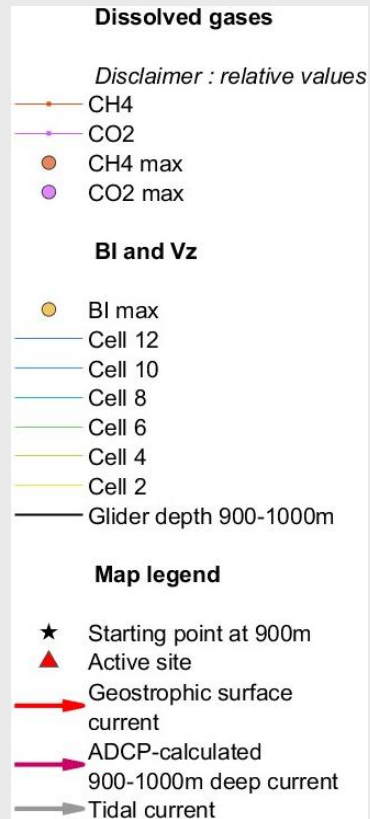 Dissolved gases
Disclaimer : relative values
CH4
CO2
CH4 max
CO2 max
BI and Vz
BI max
Cell 12
Cell 10
Cell 8
Cell 6
Cell 4
Cell 2
Glider depth 900-1000m
Map legend
Starting point at 900m
Active site
Geostrophic surface
current
ADCP-calculated
900-1000m deep current
Tidal current